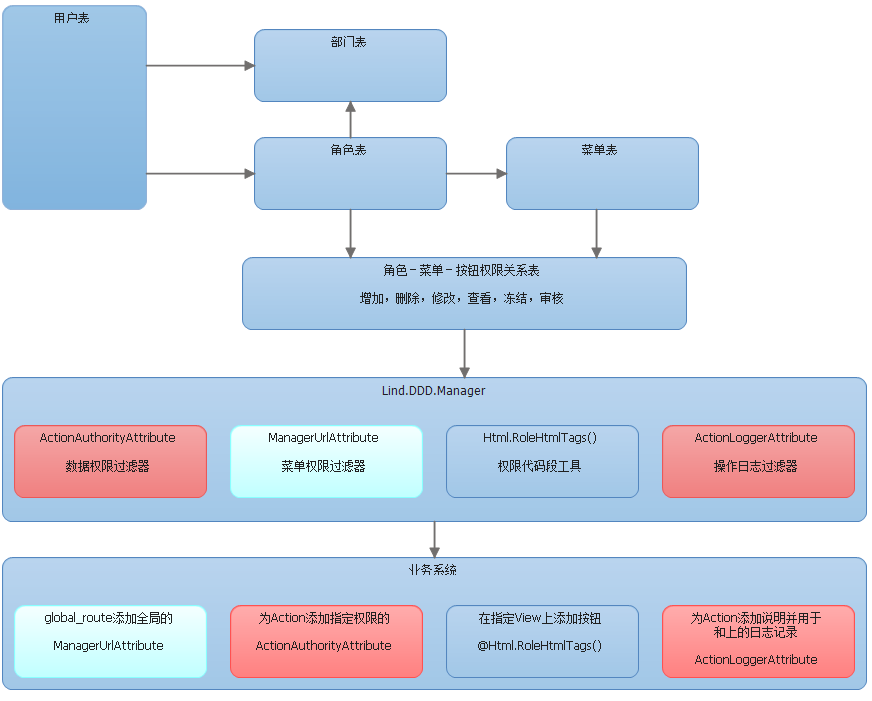 用户表
部门表
角色表
菜单表
角色－菜单－按钮权限关系表
增加，删除，修改，查看，冻结，审核
Lind.DDD.Manager
ActionAuthorityAttribute
数据权限过滤器
ManagerUrlAttribute
菜单权限过滤器
Html.RoleHtmlTags()
权限代码段工具
ActionLoggerAttribute
操作日志过滤器
业务系统
global_route添加全局的
ManagerUrlAttribute
为Action添加指定权限的
ActionAuthorityAttribute
在指定View上添加按钮
@Html.RoleHtmlTags()
为Action添加说明并用于
和上的日志记录
ActionLoggerAttribute